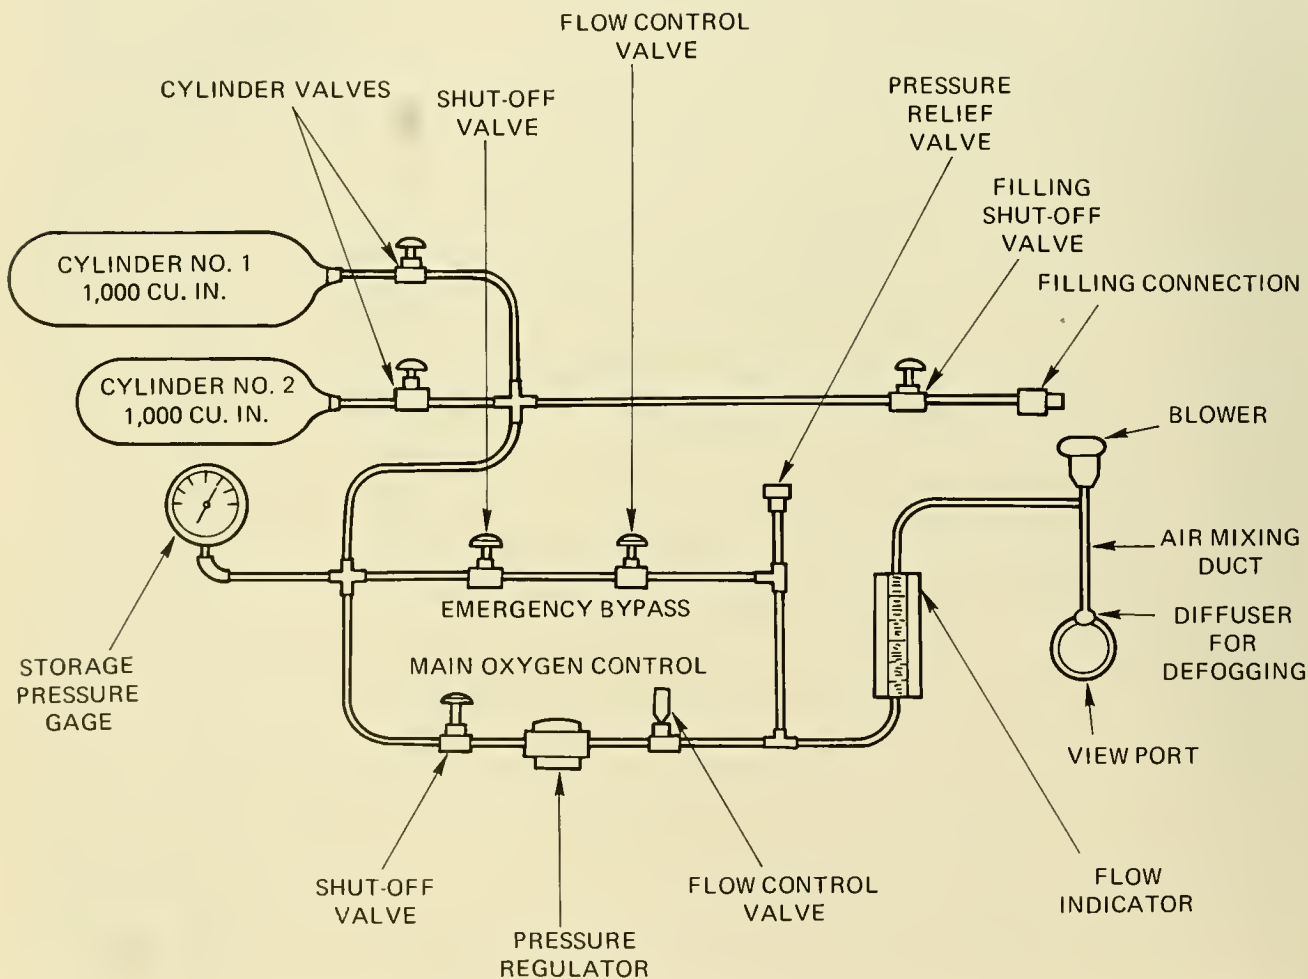 FLOW CONTROL
VALVE
CYLINDER VALVES
SHUT-OFF
VALVE
PRESSURE
RELIEF
VALVE
FILLING
SHUT-OFF
VALVE
FILLING CONNECTION
CYLINDER NO. 1
1,000 CU. IN.
CYLINDER NO. 2
1,000 CU. IN.
BLOWER
AIR MIXING
DUCT
EMERGENCY BYPASS
DIFFUSER
FOR
DEFOGGING
STORAGE
PRESSURE
GAGE
MAIN OXYGEN CONTROL
VIEW PORT
SHUT-OFF
VALVE
PRESSURE
REGULATOR
FLOW CONTROL
VALVE
FLOW
INDICATOR